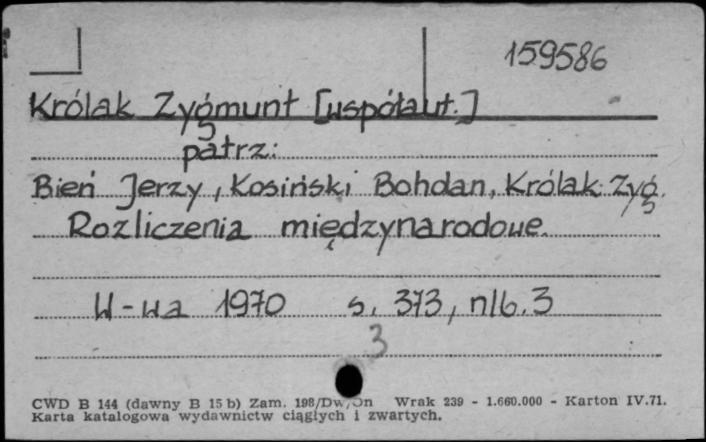 159586
Królak Zygmunt [współaut.]
patrz:
Bień Jerzy, Kosiński Bohdan, Królak Zyg.
Rozliczenia międzynarodowe.
W-wa 1970 s. 373, nlb. 3
3
CWD B 144 (dawny B 15 b) Zam. 198/Dw/On Wrak 239 - 1.660.000 - Karton IV.71.
Karta katalogowa wydawnictw ciągłych i zwartych.